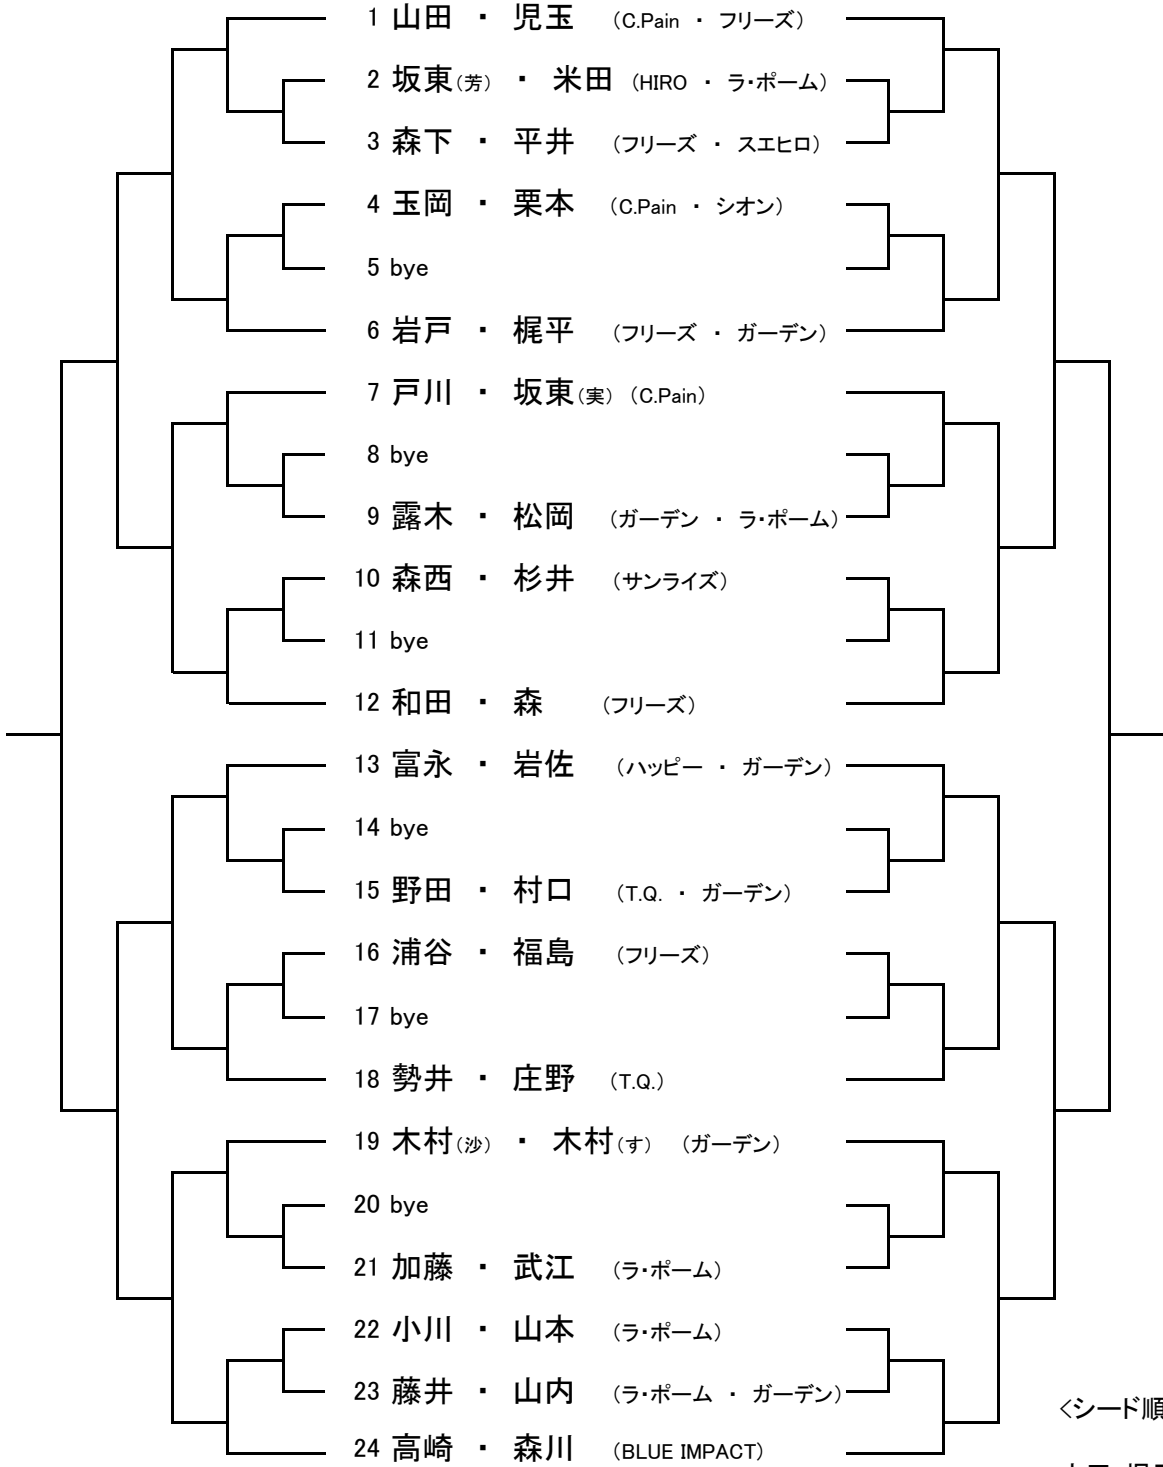 1 山田 ・ 児玉 （C.Pain ・ フリーズ）
2 坂東（芳） ・ 米田 （HIRO ・ ラ・ポーム）
3 森下 ・ 平井 （フリーズ ・ スエヒロ）
4 玉岡 ・ 栗本 （C.Pain ・ シオン）
5 bye
6 岩戸 ・ 梶平 （フリーズ ・ ガーデン）
7 戸川 ・ 坂東（実）（C.Pain）
8 bye
9 露木 ・ 松岡 （ガーデン ・ ラ・ポーム）
10 森西 ・ 杉井 （サンライズ）
11 bye
12 和田 ・ 森 （フリーズ）
13 富永 ・ 岩佐 （ハッピー ・ ガーデン）
14 bye
15 野田 ・ 村口 （T.Q. ・ ガーデン）
16 浦谷 ・ 福島 （フリーズ）
17 bye
18 勢井 ・ 庄野 （T.Q.）
19 木村（沙） ・ 木村（す） （ガーデン）
20 bye
21 加藤 ・ 武江 （ラ・ポーム）
22 小川 ・ 山本 （ラ・ポーム）
23 藤井 ・ 山内 （ラ・ポーム ・ ガーデン）
<シード順
24 高崎 ・ 森川 （BLUE IMPACT）